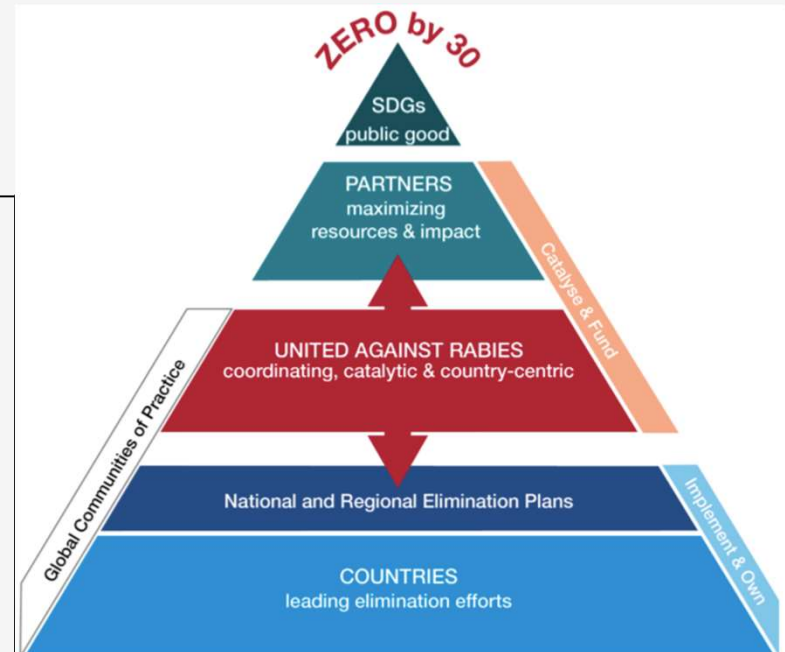 ZERO by 30
SDGs
public good
PARTNERS
maximizing
resources & impact
Catalyse & Fund
UNITED AGAINST RABIES
coordinating, catalytic & country-centric
Global Communities of Practice
National and Regional Elimination Plans
Implement & Own
COUNTRIES
leading elimination efforts